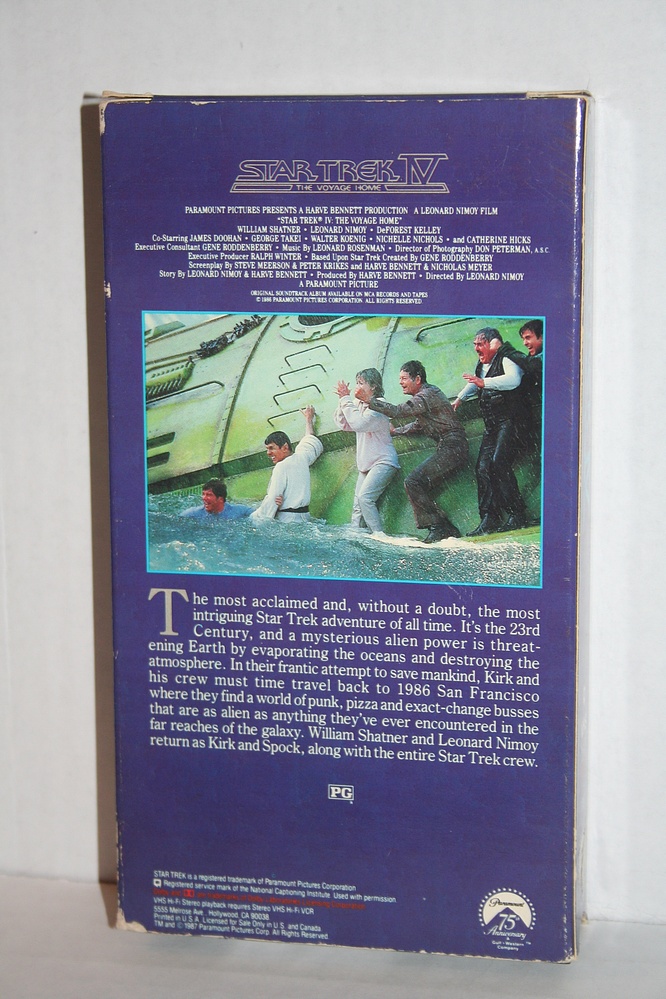 STAR TREK IV
THE VOYAGE HOME
PARAMOUNT PICTURES PRESENTS A HARVE BENNETT PRODUCTION A LEONARD NIMOY FILM
"STAR TREK® IV: THE VOYAGE HOME"
WILLIAM SHATNER • LEONARD NIMOY • DeFOREST KELLEY
Co-Starring JAMES DOOHAN • GEORGE TAKEI • WALTER KOENIG • NICHELLE NICHOLS • and CATHERINE HICKS
Executive Consultant GENE RODDENBERRY • Music By LEONARD ROSENMAN • Director of Photography DON PETERMAN, A.S.C.
Executive Producer RALPH WINTER • Based Upon Star Trek Created By GENE RODDENBERRY
Screenplay By STEVE MEERSON & PETER KRIKES and HARVE BENNETT & NICHOLAS MEYER
Story By LEONARD NIMOY & HARVE BENNETT • Produced By HARVE BENNETT • Directed By LEONARD NIMOY
A PARAMOUNT PICTURE
ORIGINAL SOUNDTRACK ALBUM AVAILABLE ON MCA RECORDS AND TAPES
© 1986 PARAMOUNT PICTURES CORPORATION. ALL RIGHTS RESERVED.
The most acclaimed and, without a doubt, the most
intriguing Star Trek adventure of all time. It's the 23rd
Century, and a mysterious alien power is threat-
ening Earth by evaporating the oceans and destroying the
atmosphere. In their frantic attempt to save mankind, Kirk and
his crew must time travel back to 1986 San Francisco
where they find a world of punk, pizza and exact-change busses
that are as alien as anything they've ever encountered in the
far reaches of the galaxy. William Shatner and Leonard Nimoy
return as Kirk and Spock, along with the entire Star Trek crew.
PG
STAR TREK is a registered trademark of Paramount Pictures Corporation
Registered service mark of the National Captioning Institute. Used with permission.
VHS Hi-Fi Stereo playback requires Stereo VHS Hi-Fi VCR
5555 Melrose Ave., Hollywood, CA 90038
Printed in U.S.A. Licensed for Sale Only in U.S. and Canada
TM and © 1987 Paramount Pictures Corp. All Rights Reserved
Paramount
75th
Anniversary
Gulf + Western
Company
TM